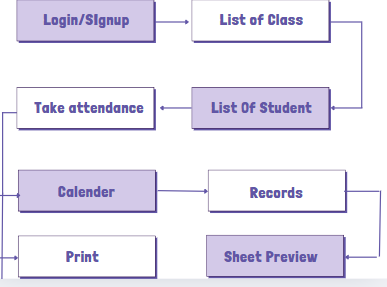 Login/SIgnup
List of Class
Take attendance
List Of Student
Calender
Records
Print
Sheet Preview